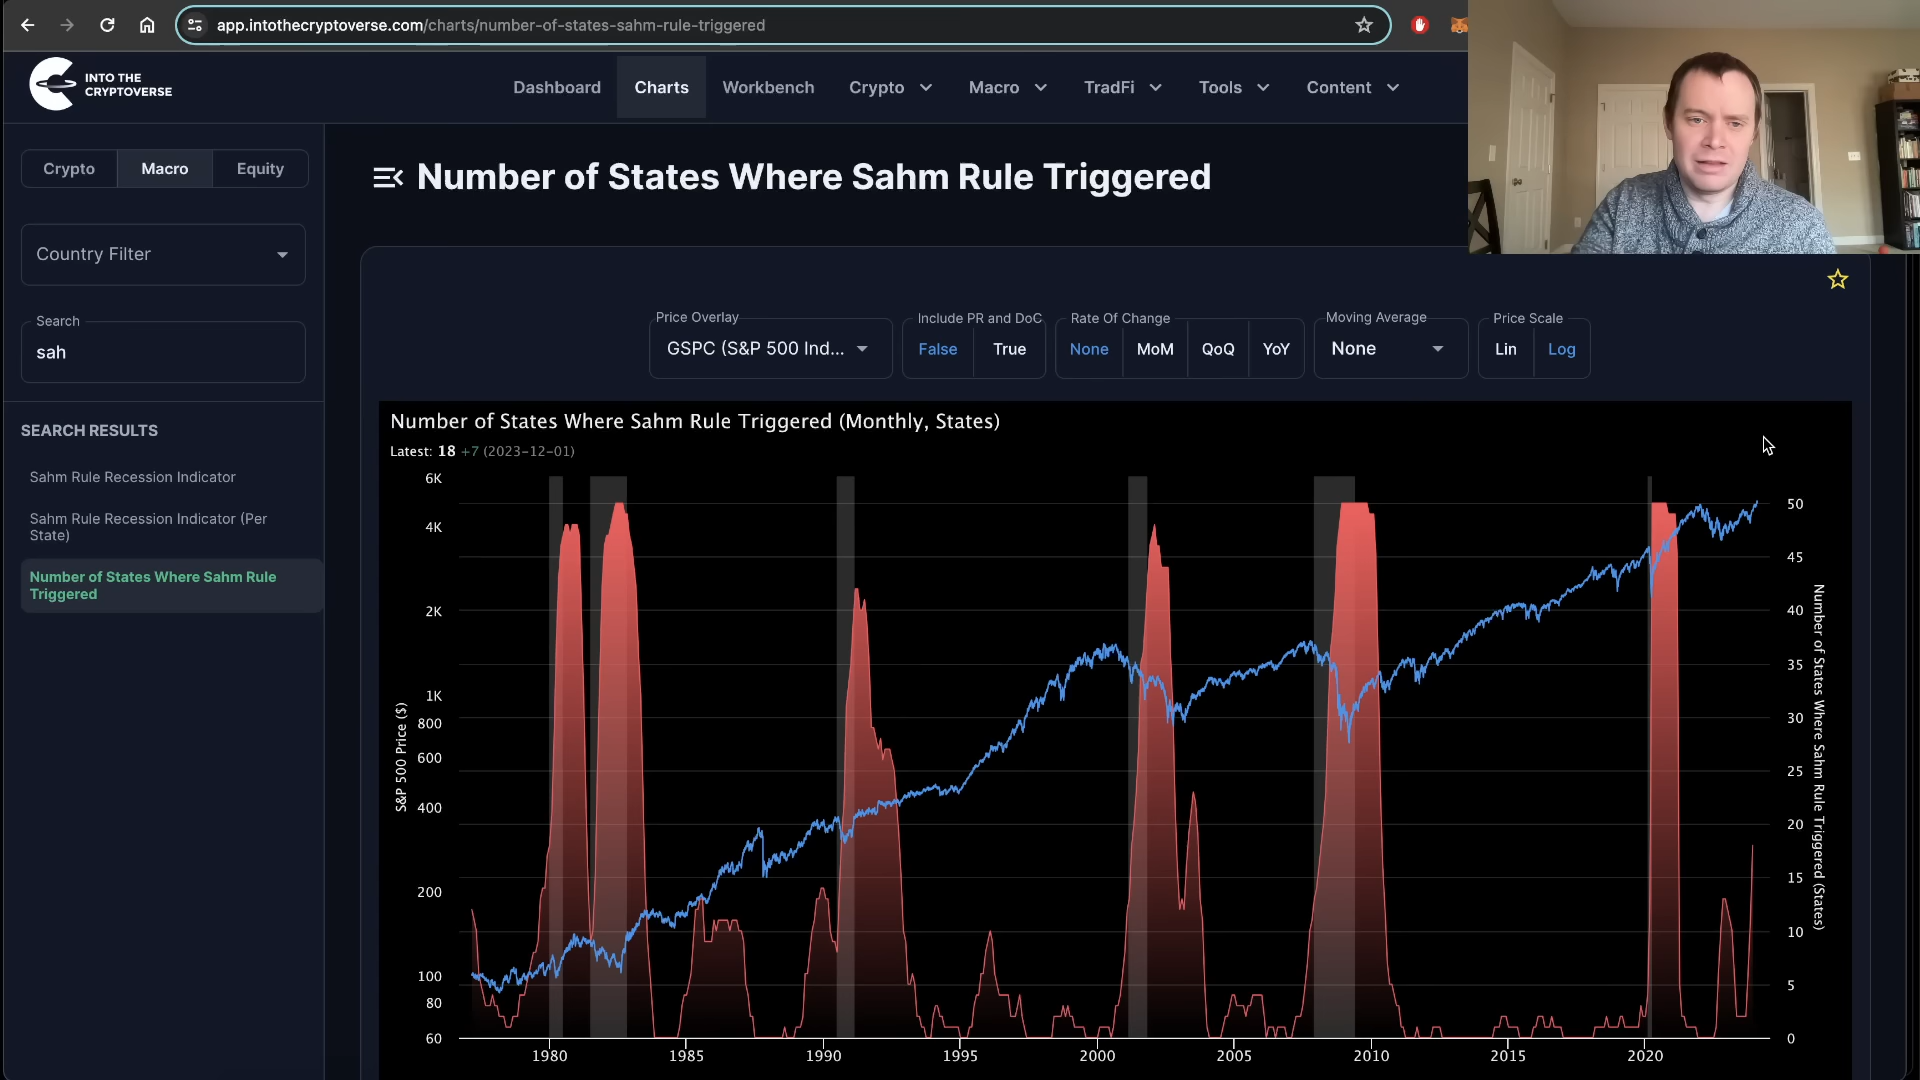 app.intothecryptoverse.com/charts/number-of-states-sahm-rule-triggered
INTO THE
CRYPTOVERSE
Dashboard
Charts
Workbench
Crypto
Macro
TradFi
Tools
Content
Crypto
Macro
Equity
Country Filter
Search
sah
SEARCH RESULTS
Sahm Rule Recession Indicator
Sahm Rule Recession Indicator (Per
State)
Number of States Where Sahm Rule
Triggered
Number of States Where Sahm Rule Triggered
Price Overlay
GSPC (S&P 500 Ind...
Include PR and DoC
False
True
Rate Of Change
None
MoM
QoQ
YoY
Moving Average
None
Price Scale
Lin
Log
Number of States Where Sahm Rule Triggered (Monthly, States)
Latest: 18 +7 (2023-12-01)
6K
4K
2K
1K
800
600
400
200
100
80
60
S&P 500 Price ($)
50
45
40
35
30
25
20
15
10
5
0
Number of States Where Sahm Rule Triggered (States)
1980
1985
1990
1995
2000
2005
2010
2015
2020